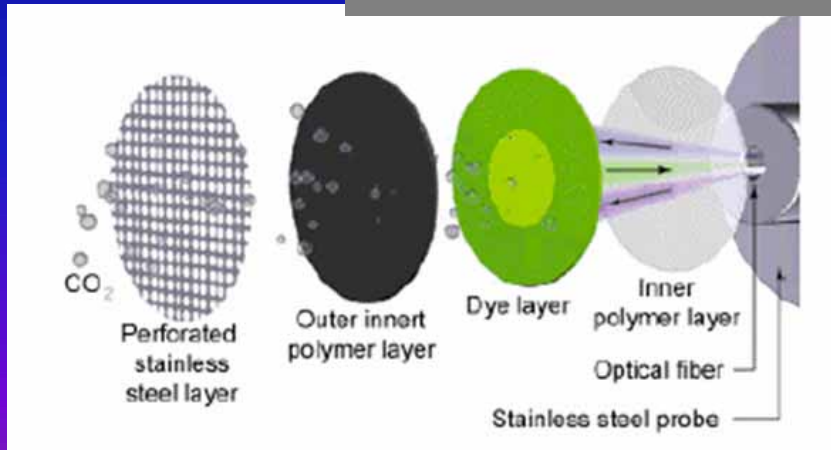 CO2
Perforated
stainless
steel layer
Outer innert
polymer layer
Dye layer
Inner
polymer layer
Optical fiber
Stainless steel probe